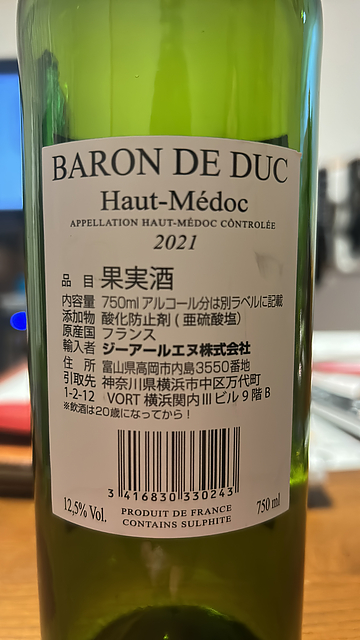 BARON DE DUC
Haut-Médoc
APPELLATION HAUT-MÉDOC CÔNTROLÉE
2021
品 目 果実酒
内容量 750ml アルコール分は別ラベルに記載
添加物 酸化防止剤 (亜硫酸塩)
原産国 フランス
輸入者 ジーアールエヌ株式会社
住 所 富山県高岡市内島3550番地
引取先 神奈川県横浜市中区万代町
1-2-12 VORT 横浜関内 III ビル 9 階 B
※飲酒は20歳になってから!
3 416830 330243
12,5% Vol.
PRODUIT DE FRANCE
CONTAINS SULPHITE
750 ml